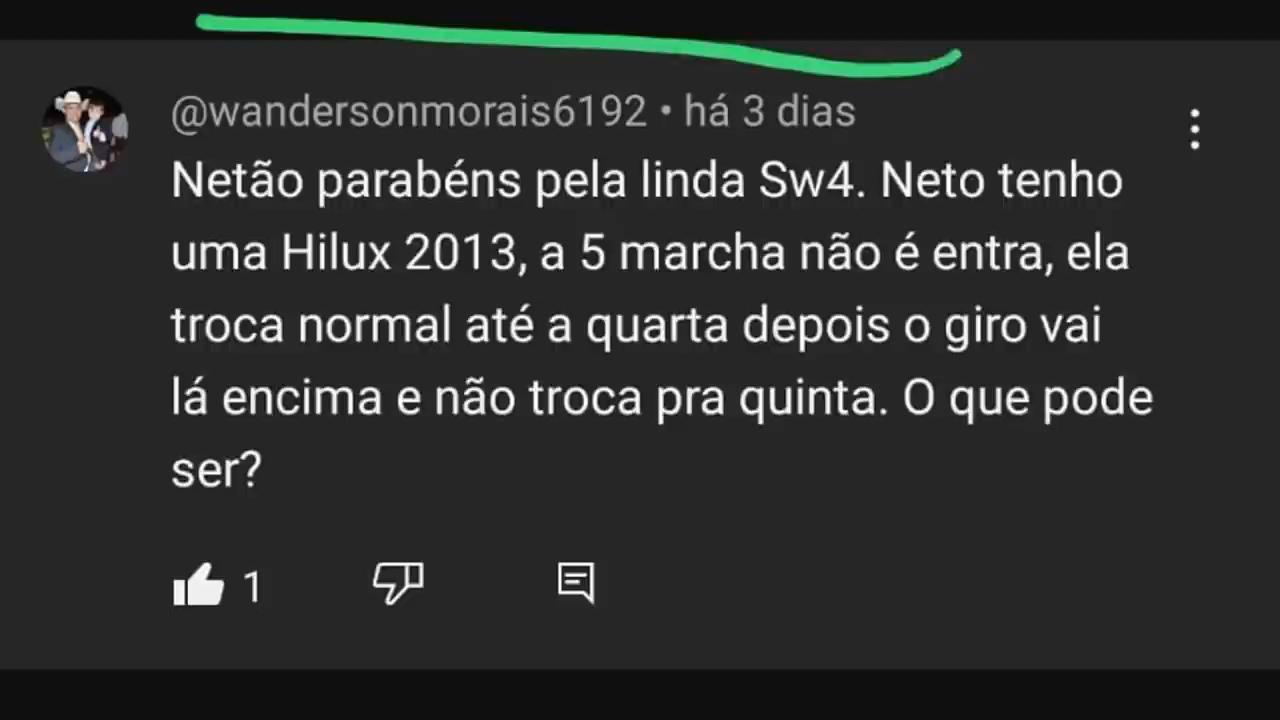 @wandersonmorais6192 • há 3 dias
Netão parabéns pela linda Sw4. Neto tenho
uma Hilux 2013, a 5 marcha não é entra, ela
troca normal até a quarta depois o giro vai
lá encima e não troca pra quinta. O que pode
ser?
1